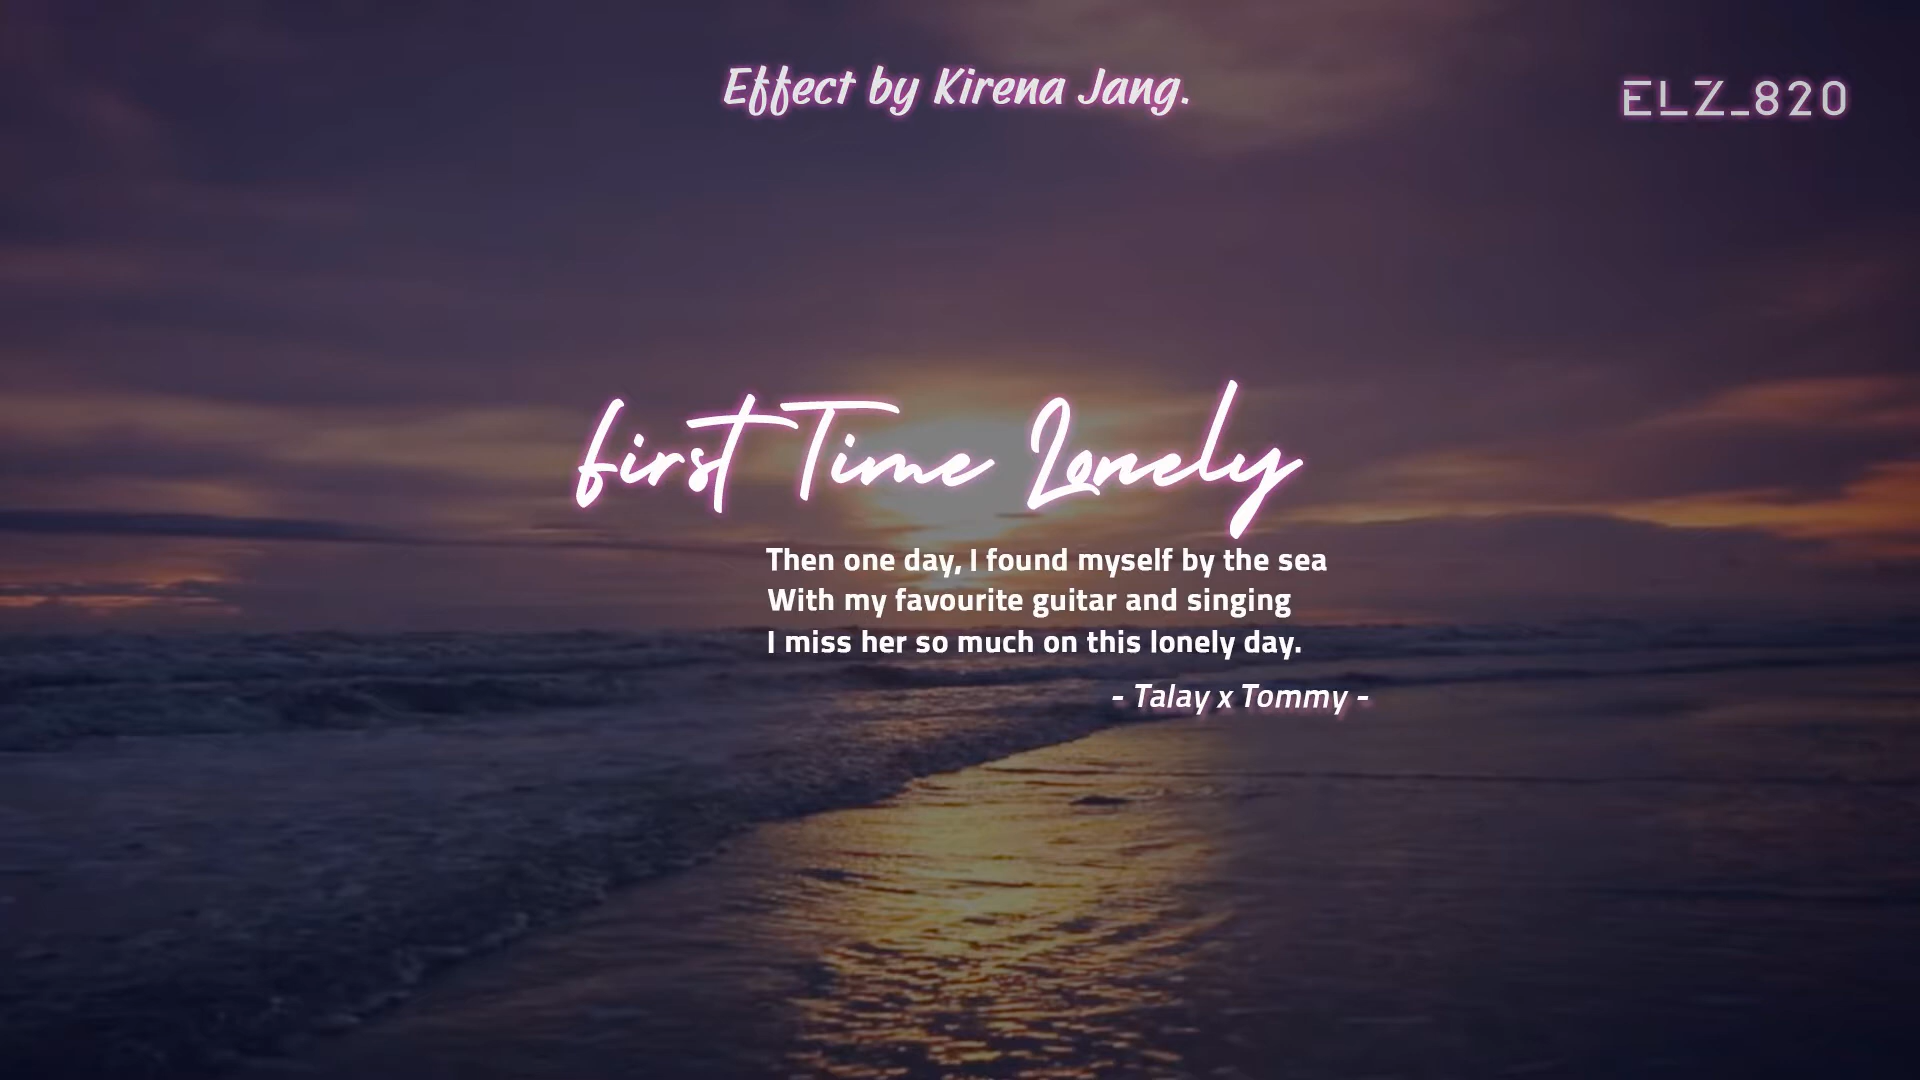 Effect by Kirena Jang.
ELZ_820
first Time Lonely
Then one day, I found myself by the sea
With my favourite guitar and singing
I miss her so much on this lonely day.
- Talay x Tommy -